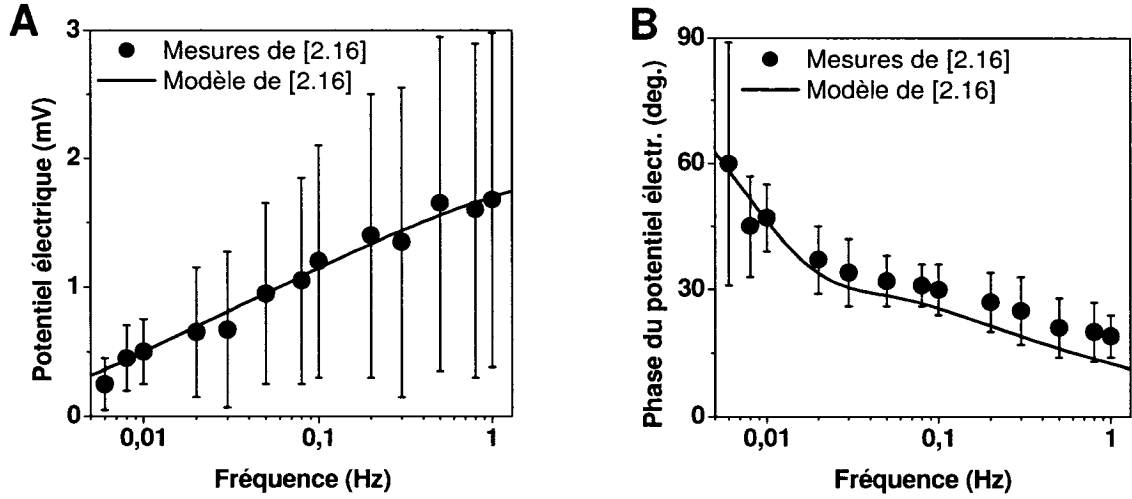 A
Potentiel électrique (mV)
3
2
1
0
Mesures de [2.16]
Modèle de [2.16]
0,01
0,1
1
Fréquence (Hz)
B
Phase du potentiel électr. (deg.)
90
60
30
0
Mesures de [2.16]
Modèle de [2.16]
0,01
0,1
1
Fréquence (Hz)